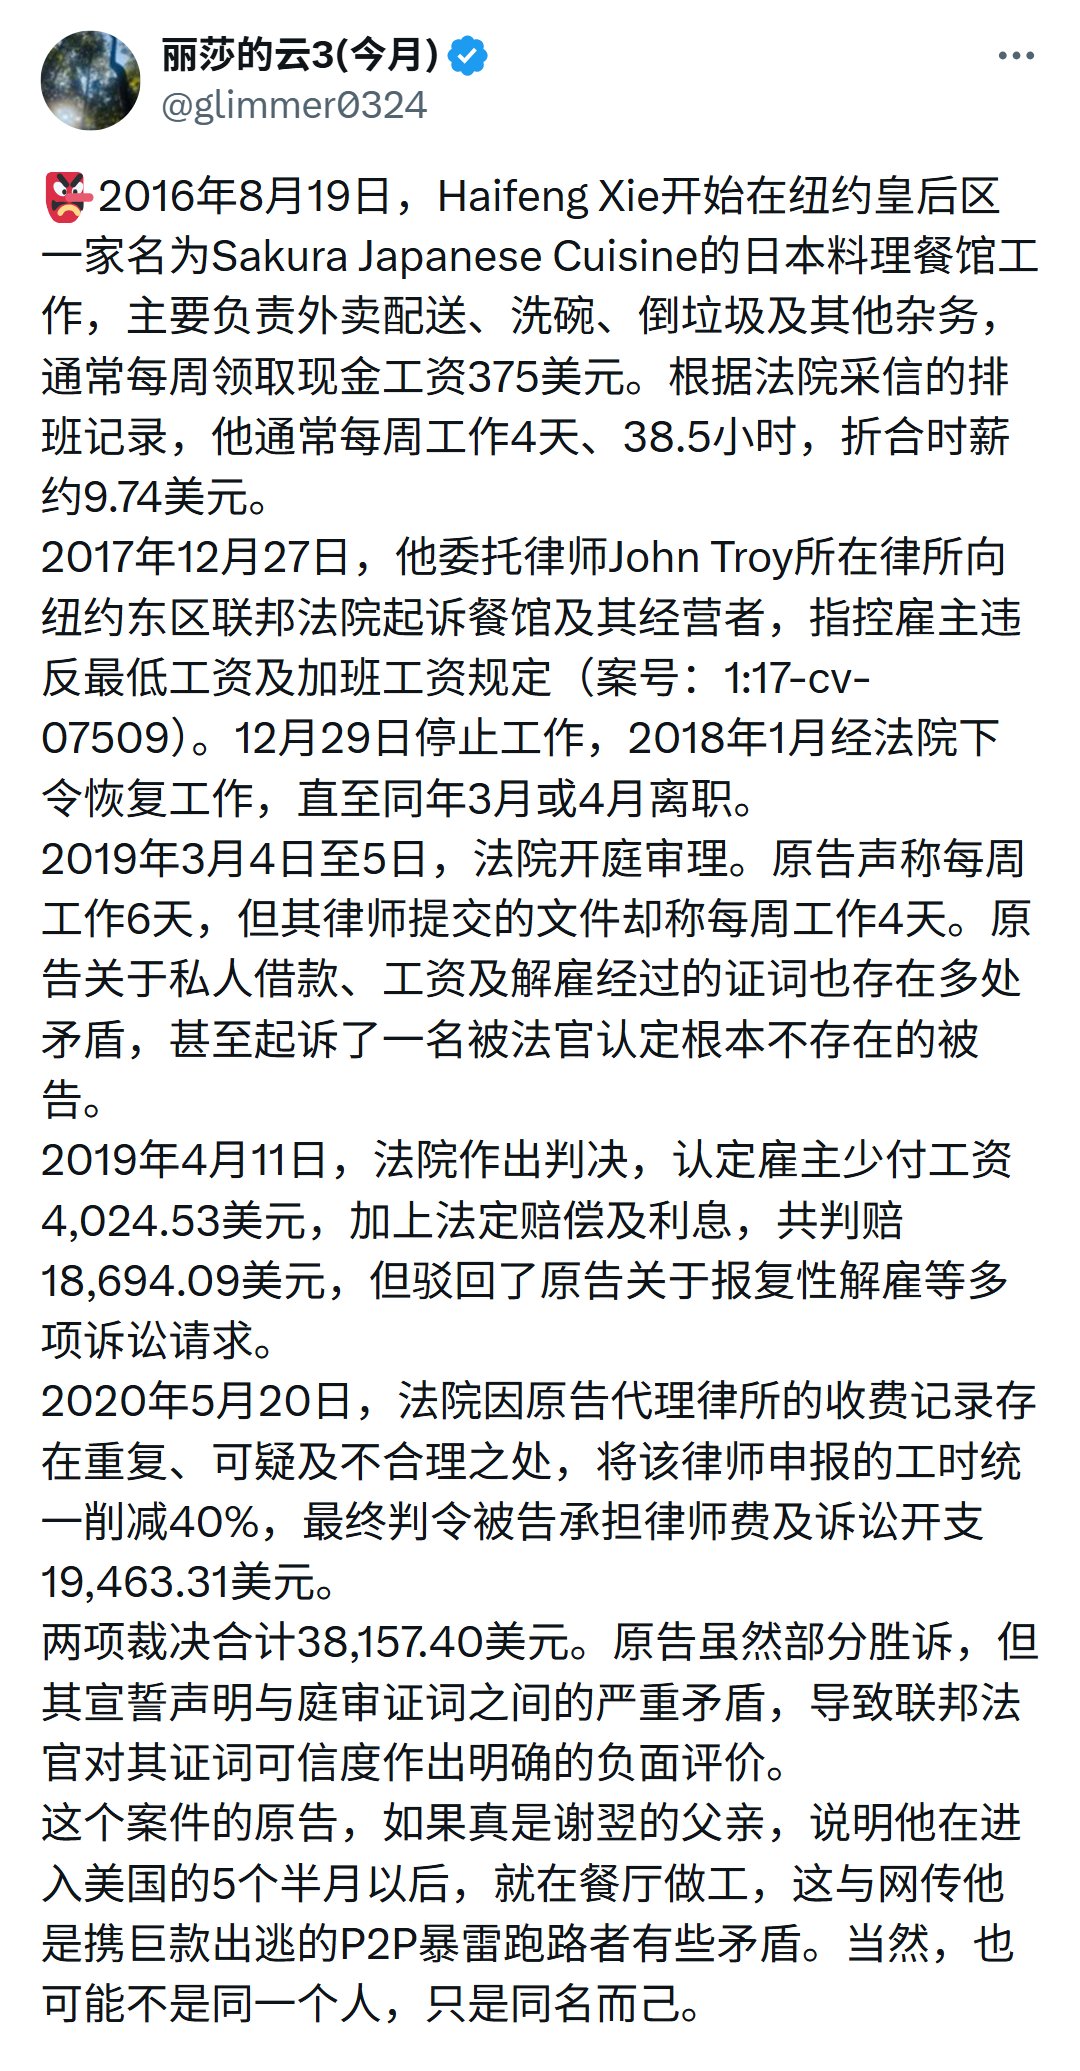 丽莎的云3(今月)
@glimmer0324
👺2016年8月19日，Haifeng Xie开始在纽约皇后区
一家名为Sakura Japanese Cuisine的日本料理餐馆工
作，主要负责外卖配送、洗碗、倒垃圾及其他杂务，
通常每周领取现金工资375美元。根据法院采信的排
班记录，他通常每周工作4天、38.5小时，折合时薪
约9.74美元。
2017年12月27日，他委托律师John Troy所在律所向
纽约东区联邦法院起诉餐馆及其经营者，指控雇主违
反最低工资及加班工资规定（案号：1:17-cv-
07509）。12月29日停止工作，2018年1月经法院下
令恢复工作，直至同年3月或4月离职。
2019年3月4日至5日，法院开庭审理。原告声称每周
工作6天，但其律师提交的文件却称每周工作4天。原
告关于私人借款、工资及解雇经过的证词也存在多处
矛盾，甚至起诉了一名被法官认定根本不存在的被
告。
2019年4月11日，法院作出判决，认定雇主少付工资
4,024.53美元，加上法定赔偿及利息，共判赔
18,694.09美元，但驳回了原告关于报复性解雇等多
项诉讼请求。
2020年5月20日，法院因原告代理律所的收费记录存
在重复、可疑及不合理之处，将该律师申报的工时统
一削减40%，最终判令被告承担律师费及诉讼开支
19,463.31美元。
两项裁决合计38,157.40美元。原告虽然部分胜诉，但
其宣誓声明与庭审证词之间的严重矛盾，导致联邦法
官对其证词可信度作出明确的负面评价。
这个案件的原告，如果真是谢翌的父亲，说明他在进
入美国的5个半月以后，就在餐厅做工，这与网传他
是携巨款出逃的P2P暴雷跑路者有些矛盾。当然，也
可能不是同一个人，只是同名而己。